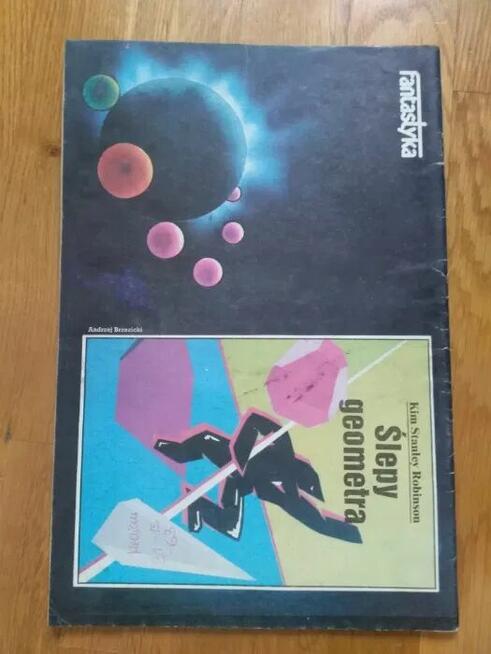 fantastyka
Andrzej Brzezicki
Kim Stanley Robinson
Ślepy
geometra